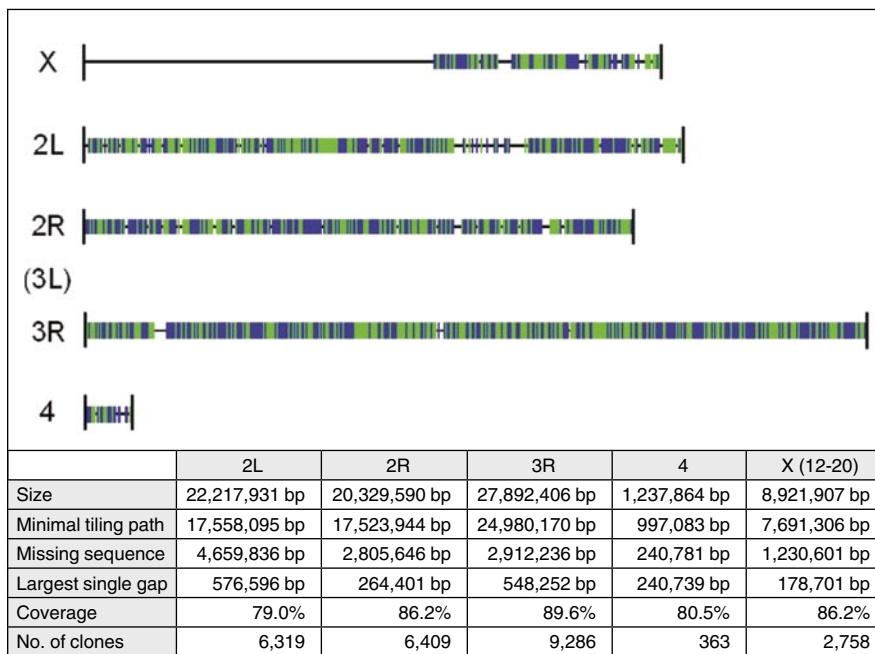 X
2L
2R
(3L)
3R
4
2L 2R 3R 4 X (12-20)
Size 22,217,931 bp 20,329,590 bp 27,892,406 bp 1,237,864 bp 8,921,907 bp
Minimal tiling path 17,558,095 bp 17,523,944 bp 24,980,170 bp 997,083 bp 7,691,306 bp
Missing sequence 4,659,836 bp 2,805,646 bp 2,912,236 bp 240,781 bp 1,230,601 bp
Largest single gap 576,596 bp 264,401 bp 548,252 bp 240,739 bp 178,701 bp
Coverage 79.0% 86.2% 89.6% 80.5% 86.2%
No. of clones 6,319 6,409 9,286 363 2,758